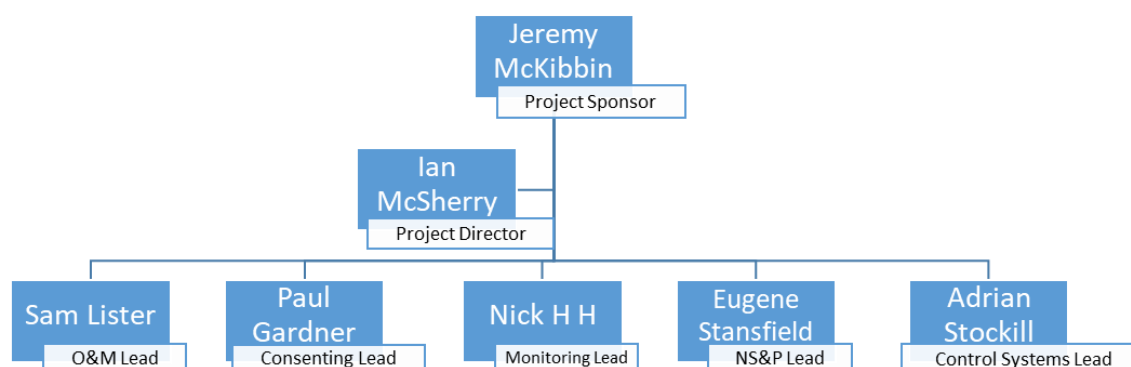 Jeremy
McKibbin
Project Sponsor
Ian
McSherry
Project Director
Sam Lister
O&M Lead
Paul
Gardner
Consenting Lead
Nick H H
Monitoring Lead
Eugene
Stansfield
NS&P Lead
Adrian
Stockill
Control Systems Lead